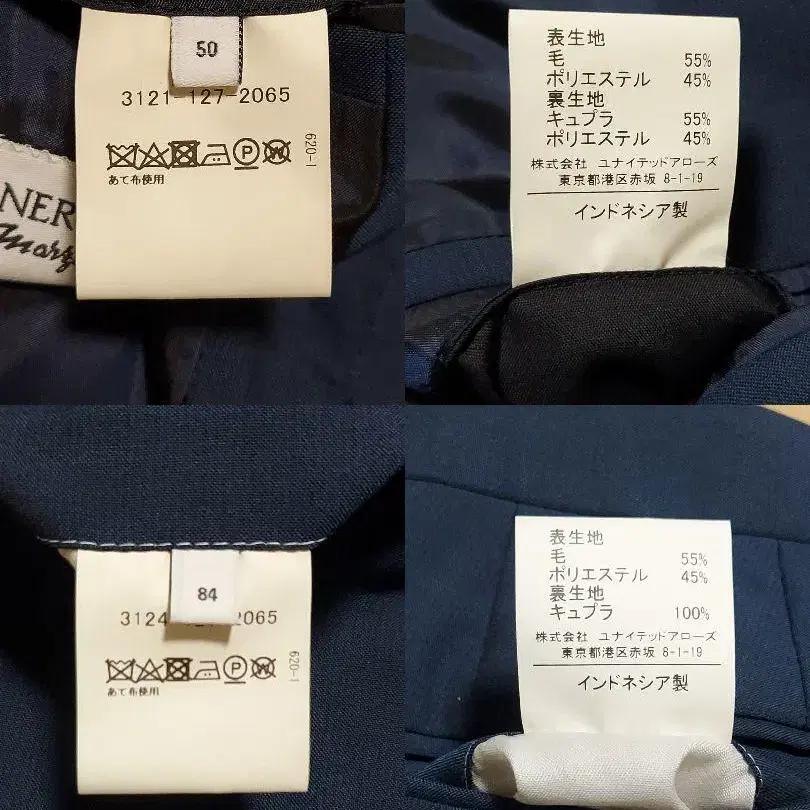 50
3121-127-2065
620-1
あて布使用
NER
表生地
毛 55%
ポリエステル 45%
裏生地
キュプラ 55%
ポリエステル 45%
株式会社 ユナイテッドアローズ
東京都港区赤坂 8-1-19
インドネシア製
84
3124 2065
620-1
あて布使用
表生地
毛 55%
ポリエステル 45%
裏生地
キュプラ 100%
株式会社 ユナイテッドアローズ
東京都港区赤坂 8-1-19
インドネシア製